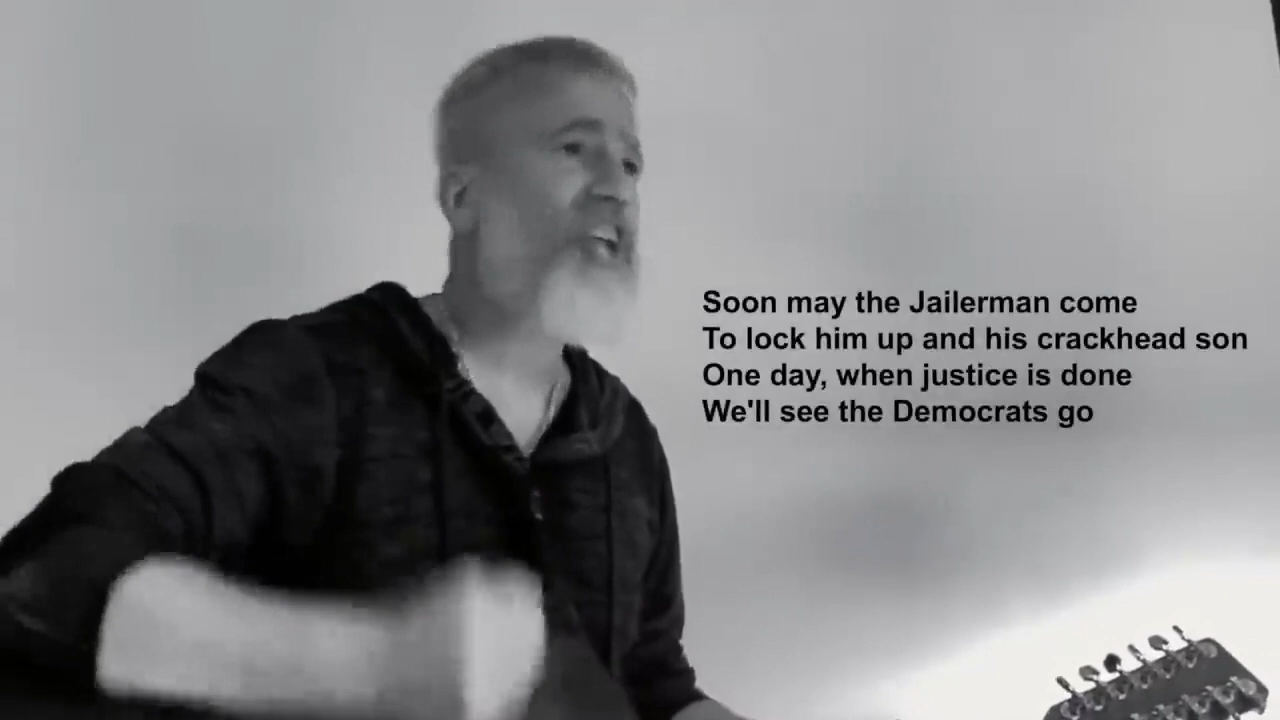 Soon may the Jailerman come
To lock him up and his crackhead son
One day, when justice is done
We'll see the Democrats go